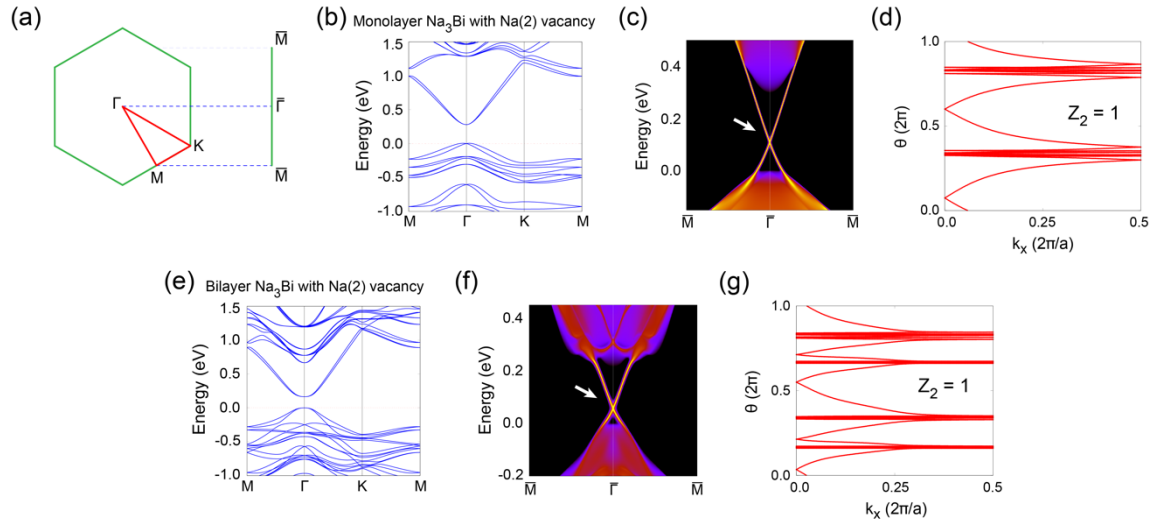 (a)
M̅
Γ
Γ̅
K
M
M̅
(b)
Monolayer Na₃Bi with Na(2) vacancy
Energy (eV)
1.5
1.0
0.5
0.0
-0.5
-1.0
M Γ K M
(c)
Energy (eV)
0.4
0.2
0.0
M̅ Γ̅ M̅
(d)
θ (2π)
1.0
0.5
0.0
Z₂ = 1
0.0 0.25 0.5
kₓ (2π/a)
(e)
Bilayer Na₃Bi with Na(2) vacancy
Energy (eV)
1.5
1.0
0.5
0.0
-0.5
-1.0
M Γ K M
(f)
Energy (eV)
0.4
0.2
0.0
-0.2
M̅ Γ̅ M̅
(g)
θ (2π)
1.0
0.5
0.0
Z₂ = 1
0.0 0.25 0.5
kₓ (2π/a)